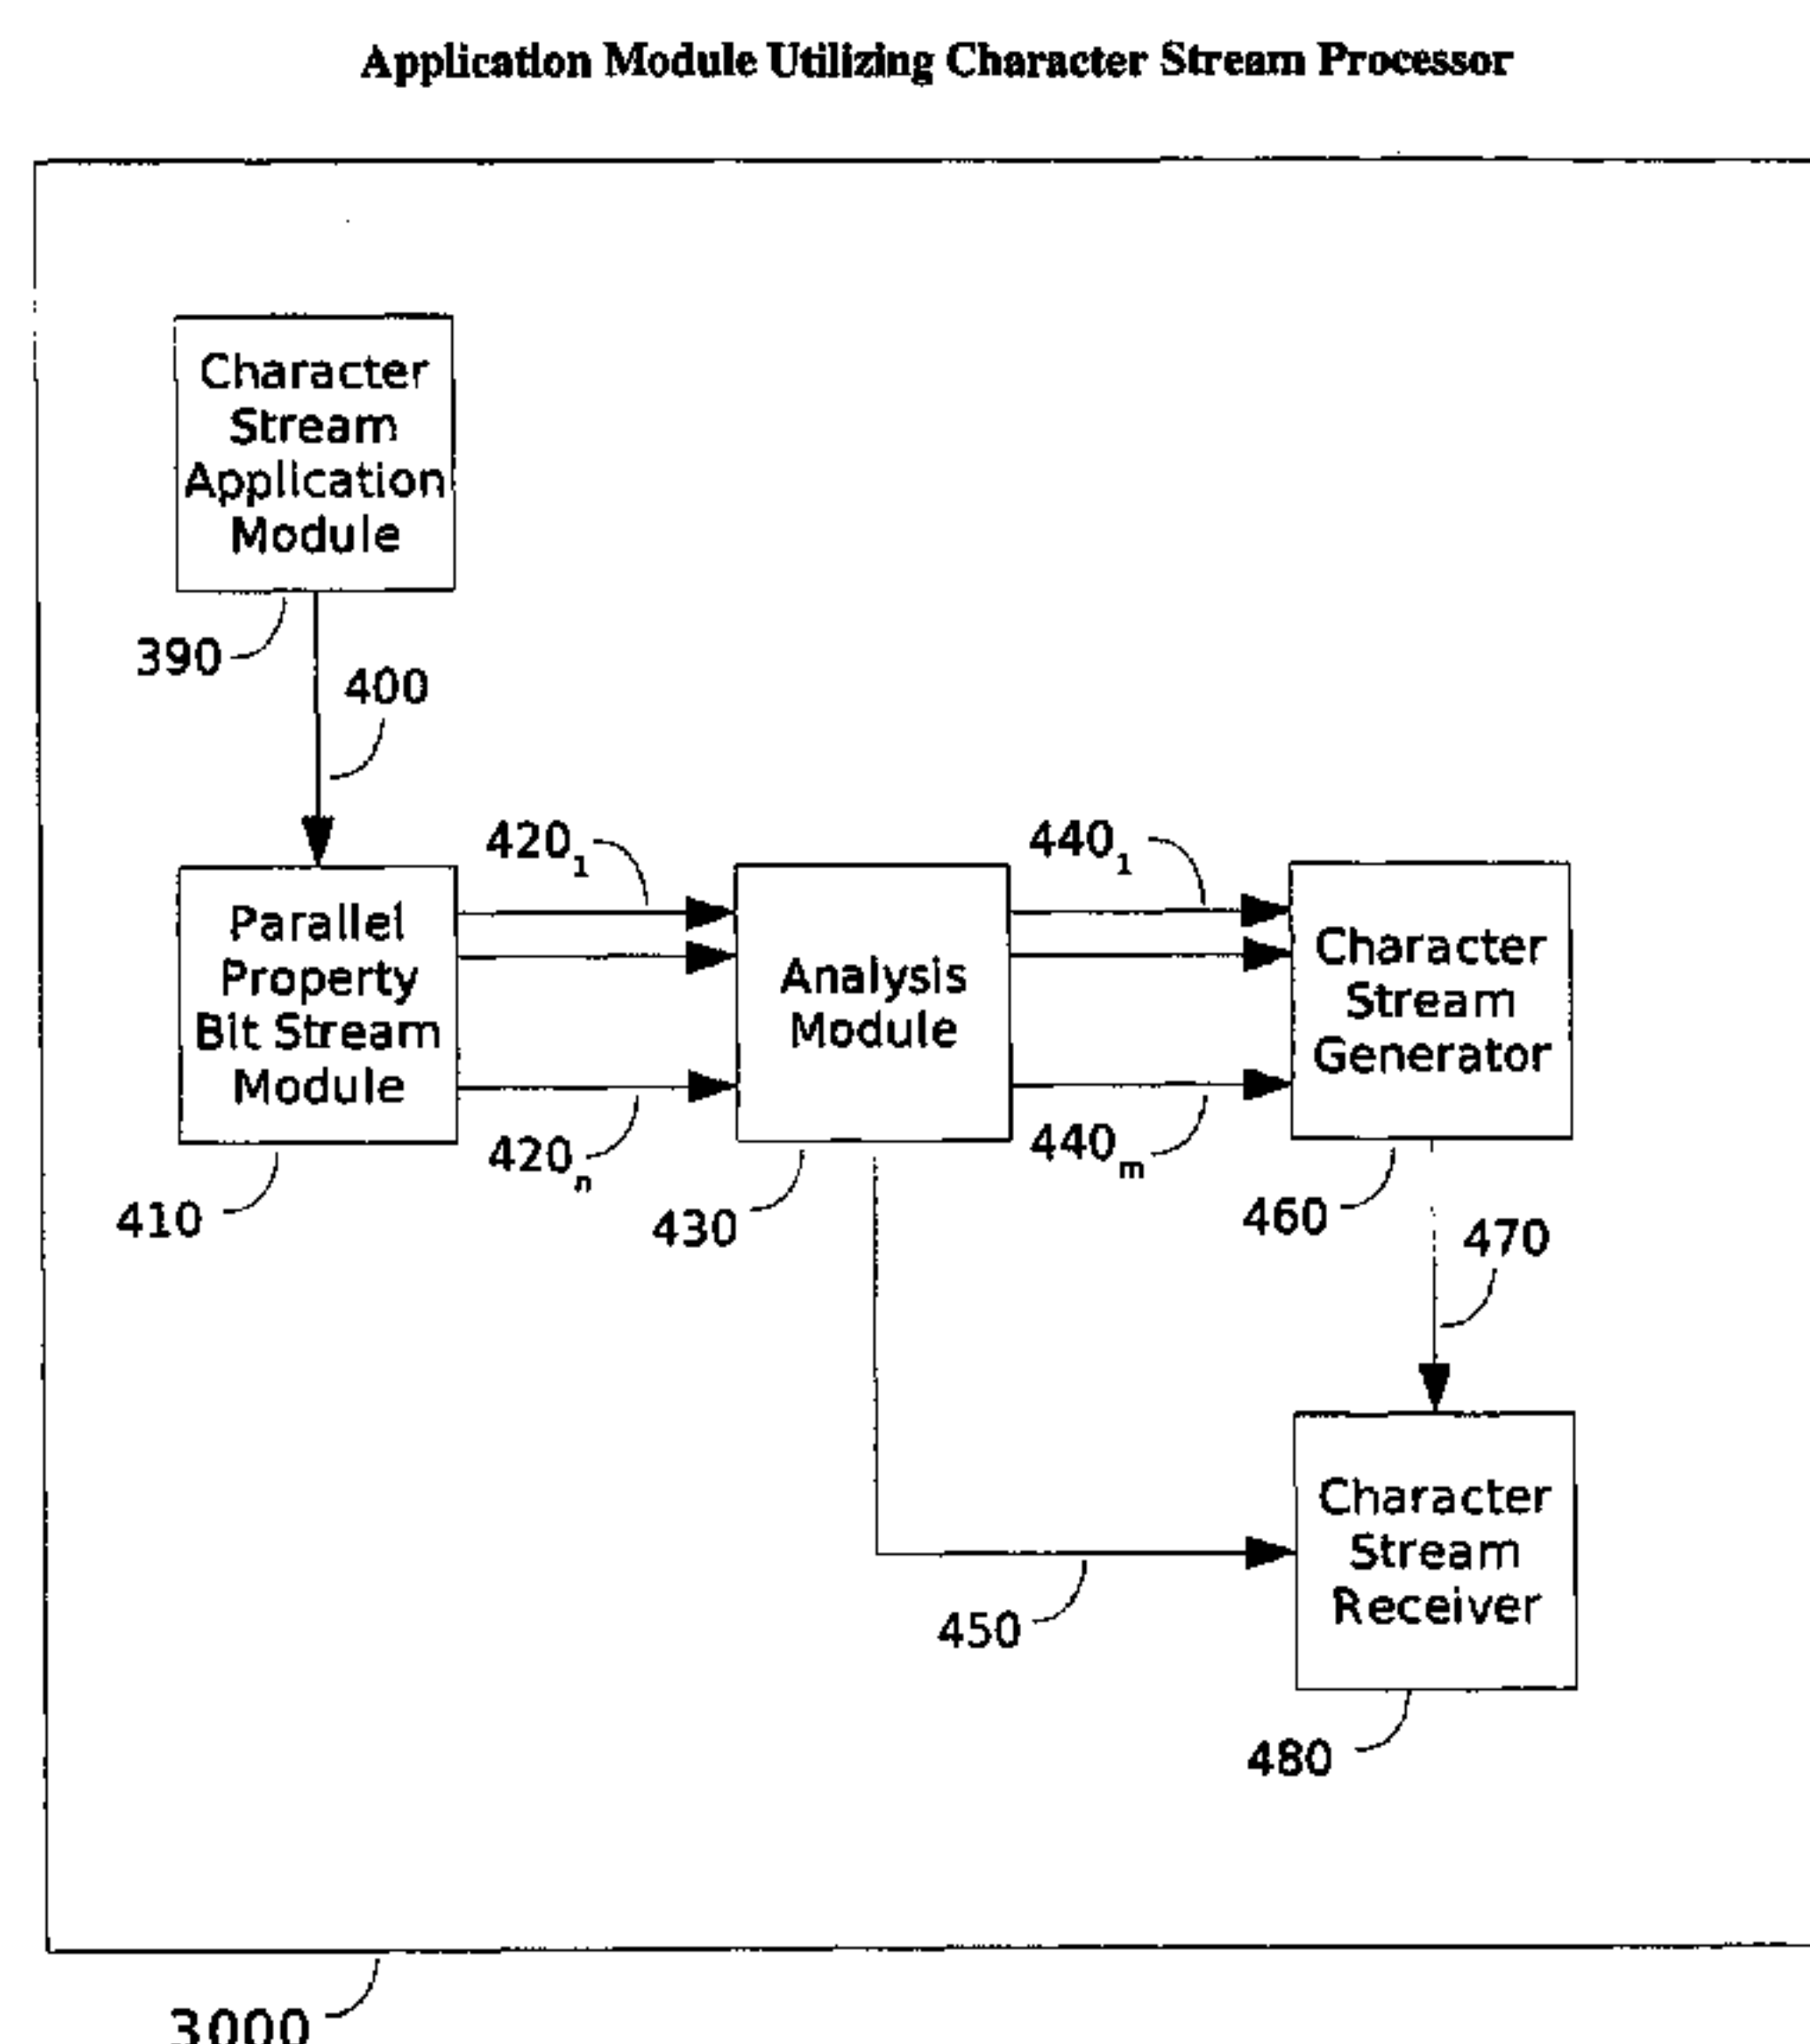 Application Module Utilizing Character Stream Processor
Character
Stream
Application
Module
390
400
420₁
440₁
Parallel
Property
Bit Stream
Module
Analysis
Module
Character
Stream
Generator
420ₙ
440ₘ
410
430
460
470
Character
Stream
Receiver
450
480
3000